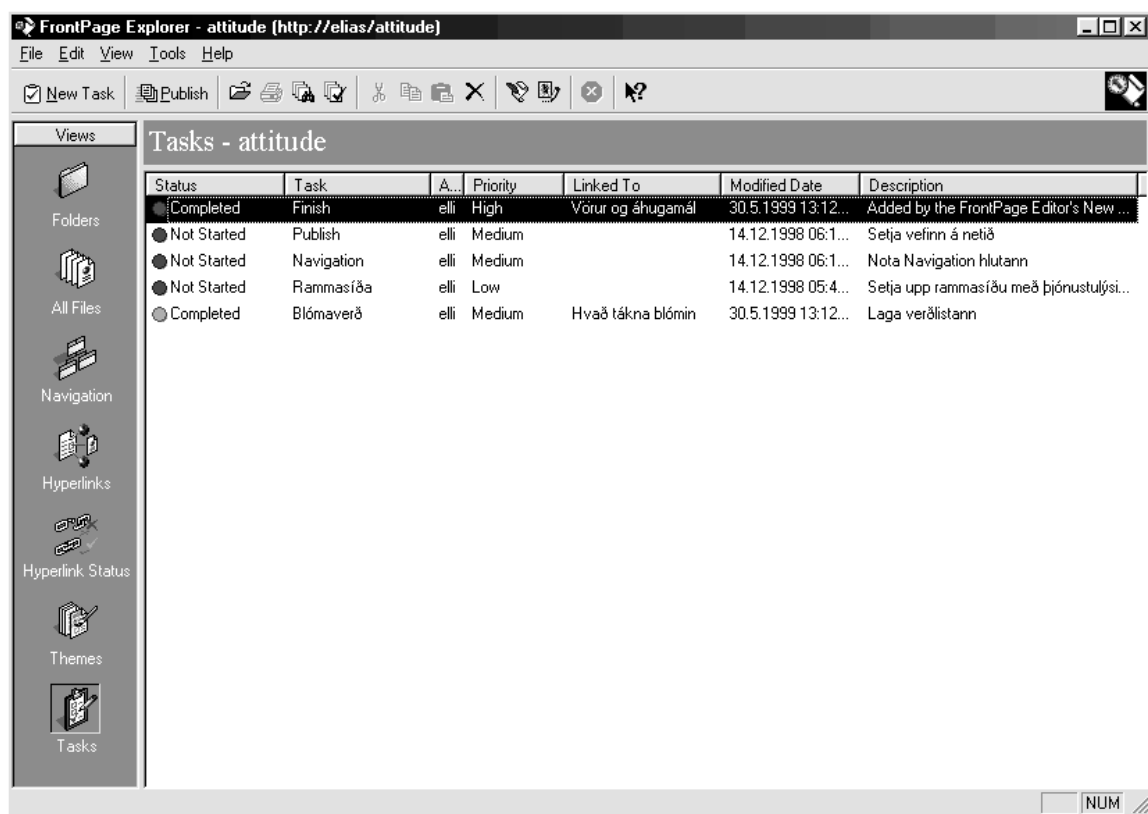 FrontPage Explorer - attitude (http://elias/attitude)
File Edit View Tools Help
New Task Publish
Views
Tasks - attitude
Folders
All Files
Navigation
Hyperlinks
Hyperlink Status
Themes
Tasks
Status Task A... Priority Linked To Modified Date Description
Completed Finish elli High Vörur og áhugamál 30.5.1999 13:12... Added by the FrontPage Editor's New ...
Not Started Publish elli Medium 14.12.1998 06:1... Setja vefinn á netið
Not Started Navigation elli Medium 14.12.1998 06:1... Nota Navigation hlutann
Not Started Rammasíða elli Low 14.12.1998 05:4... Setja upp rammasíðu með þjónustulýsi...
Completed Blómaverð elli Medium Hvað tákna blómin 30.5.1999 13:12... Laga verðlistann
NUM